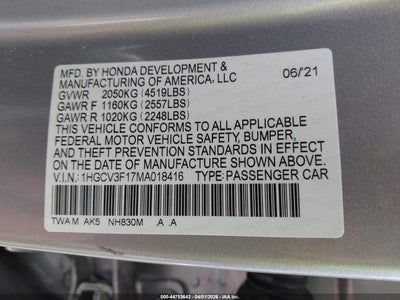 MFD. BY HONDA DEVELOPMENT & 06/21
MANUFACTURING OF AMERICA, LLC
GVWR 2050KG (4519LBS)
GAWR F 1160KG (2557LBS)
GAWR R 1020KG (2248LBS)
THIS VEHICLE CONFORMS TO ALL APPLICABLE
FEDERAL MOTOR VEHICLE SAFETY, BUMPER,
AND THEFT PREVENTION STANDARDS IN EFFECT
ON THE DATE OF MANUFACTURE SHOWN ABOVE.
V.I.N.: 1HGCV3F17MA018416 TYPE: PASSENGER CAR
TWA M AK5 NH830M .A .A
000-44753643 - 04/01/2026 - IAA Inc.